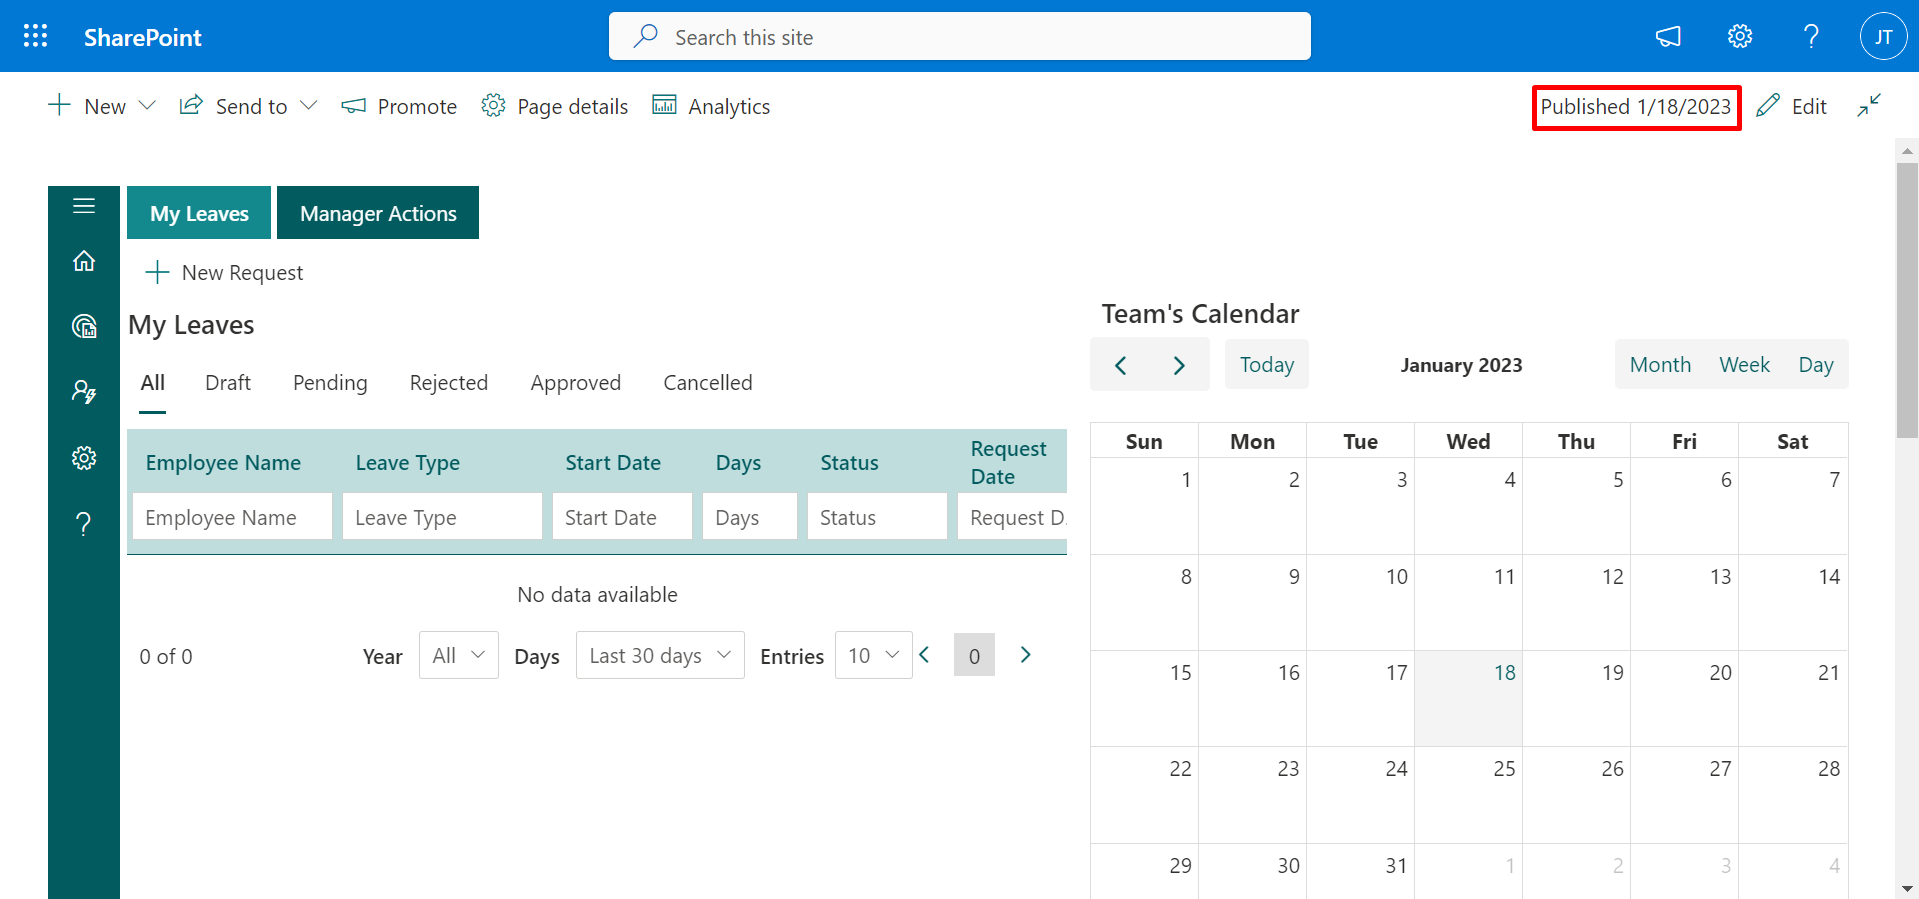 SharePoint
Search this site
JT
New
Send to
Promote
Page details
Analytics
Published 1/18/2023
Edit
My Leaves
Manager Actions
New Request
My Leaves
All Draft Pending Rejected Approved Cancelled
Employee Name Leave Type Start Date Days Status Request Date
Employee Name Leave Type Start Date Days Status Request D.
No data available
0 of 0 Year All Days Last 30 days Entries 10 0
Team's Calendar
Today January 2023 Month Week Day
Sun Mon Tue Wed Thu Fri Sat
1 2 3 4 5 6 7
8 9 10 11 12 13 14
15 16 17 18 19 20 21
22 23 24 25 26 27 28
29 30 31 1 2 3 4